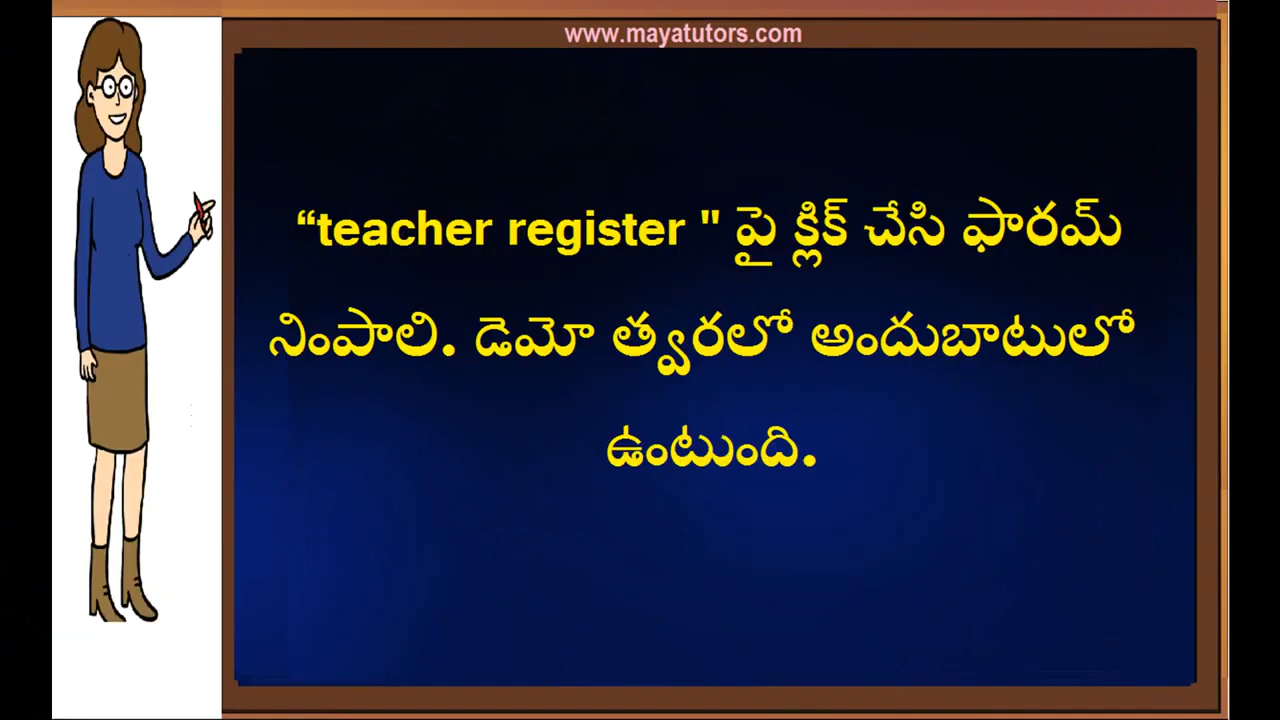 www.mayatutors.com
“teacher register " పై క్లిక్ చేసి ఫారమ్
నింపాలి. డెమో త్వరలో అందుబాటులో
ఉంటుంది.